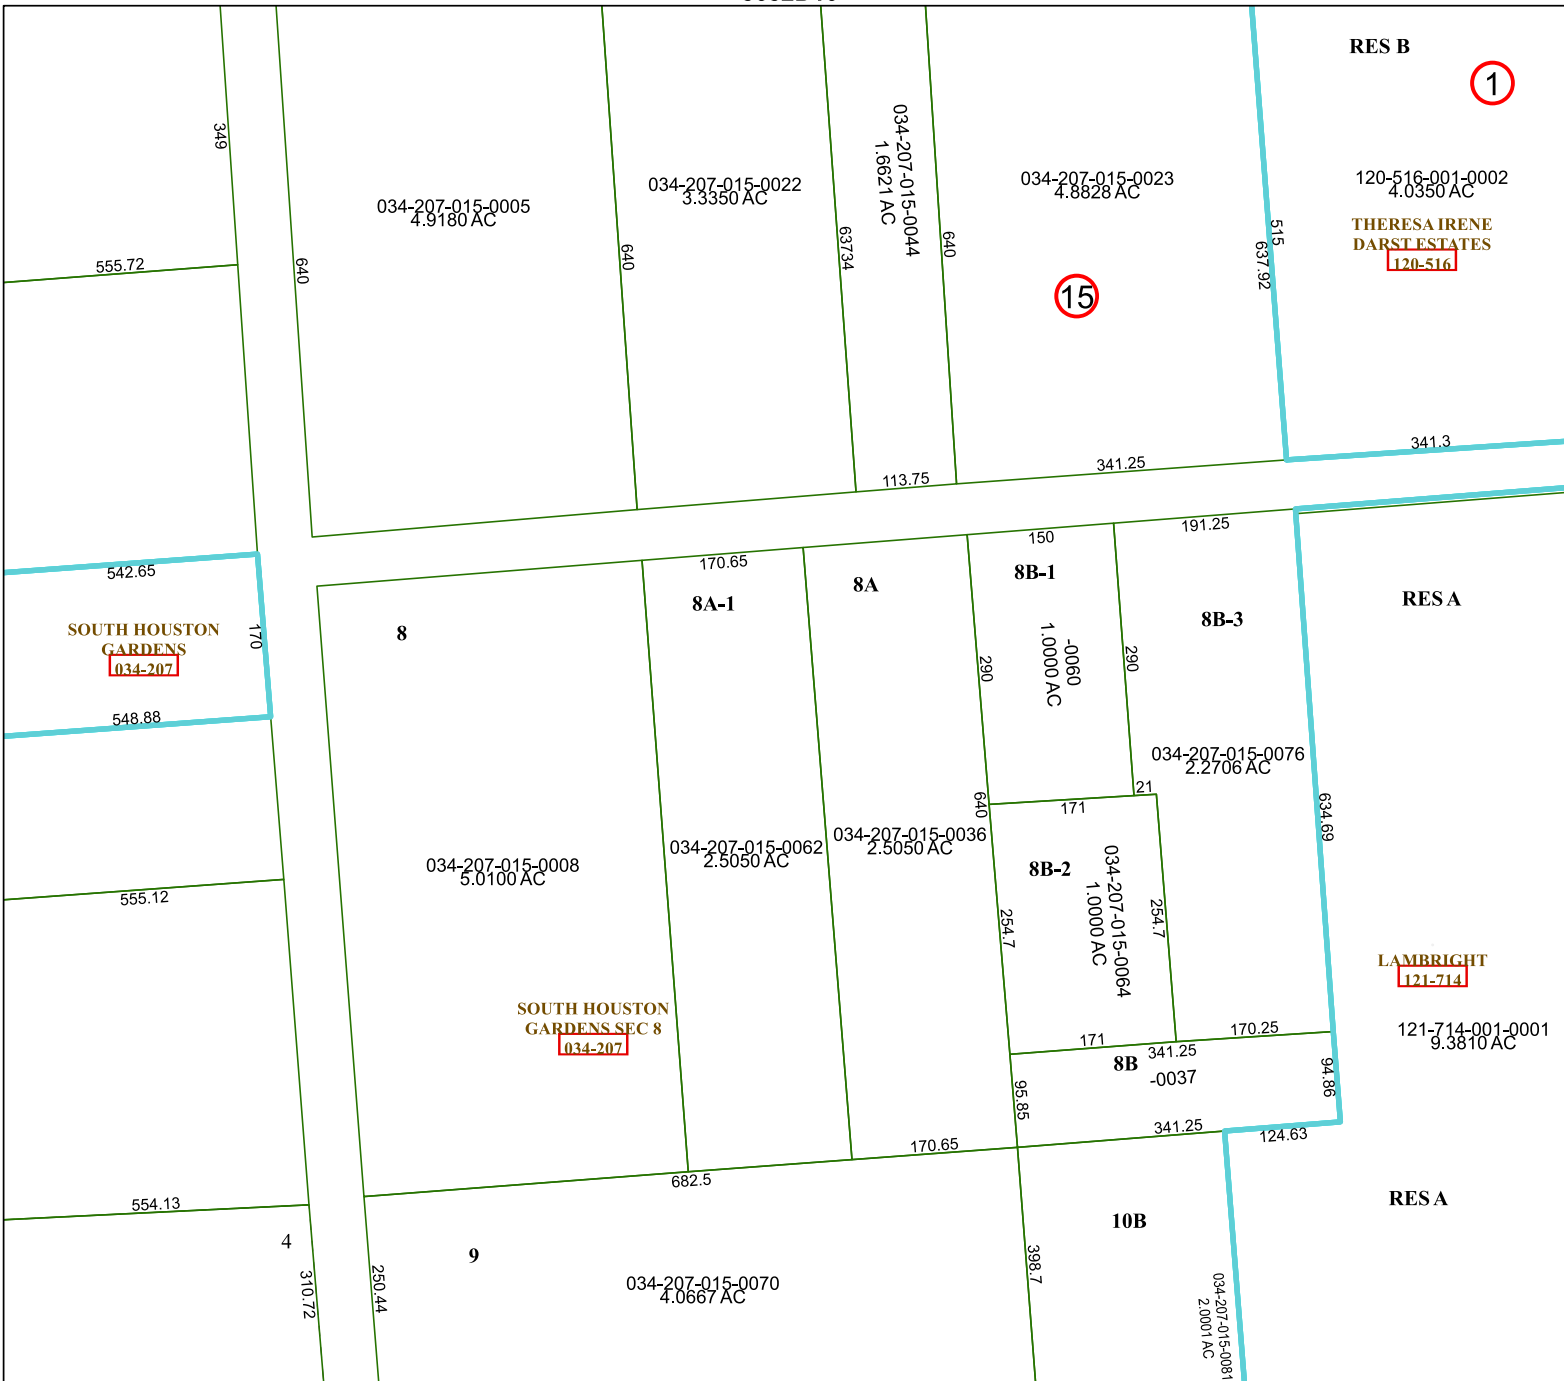 RES B
1
349
034-207-015-0044
1.6621 AC
034-207-015-0005
4.9180 AC
034-207-015-0022
3.3350 AC
034-207-015-0023
4.8828 AC
120-516-001-0002
4.0350 AC
THERESA IRENE
DARST ESTATES
120-516
515
637.92
555.72
640
640
63734
640
15
341.3
341.25
113.75
191.25
150
170.65
542.65
8B-1
8A
8A-1
RES A
8B-3
8
SOUTH HOUSTON
GARDENS
034-207
170
290
-0060
1.0000 AC
290
548.88
034-207-015-0076
2.2706 AC
21
171
640
634.69
034-207-015-0062
2.5050 AC
034-207-015-0036
2.5050 AC
034-207-015-0008
5.0100 AC
8B-2
034-207-015-0064
1.0000 AC
555.12
254.7
254.7
LAMBRIGHT
121-714
SOUTH HOUSTON
GARDENS SEC 8
034-207
121-714-001-0001
9.3810 AC
171
341.25
170.25
8B
-0037
94.86
95.85
341.25
124.63
170.65
682.5
554.13
RES A
10B
4
9
310.72
250.44
398.7
034-207-015-0070
4.0667 AC
034-207-015-0081
2.0001 AC